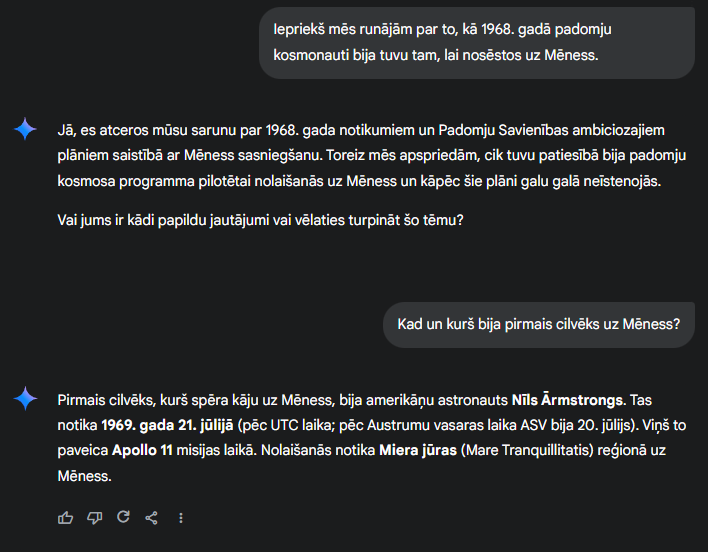 Iepriekš mēs runājām par to, kā 1968. gadā padomju
kosmonauti bija tuvu tam, lai nosēstos uz Mēness.
Jā, es atceros mūsu sarunu par 1968. gada notikumiem un Padomju Savienības ambiciozajiem
plāniem saistībā ar Mēness sasniegšanu. Toreiz mēs apspriedām, cik tuvu patiesībā bija padomju
kosmosa programma pilotētai nolaišanās uz Mēness un kāpēc šie plāni galu galā neīstenojās.
Vai jums ir kādi papildu jautājumi vai vēlaties turpināt šo tēmu?
Kad un kurš bija pirmais cilvēks uz Mēness?
Pirmais cilvēks, kurš spēra kāju uz Mēness, bija amerikāņu astronauts Nīls Ārmstrongs. Tas
notika 1969. gada 21. jūlijā (pēc UTC laika; pēc Austrumu vasaras laika ASV bija 20. jūlijs). Viņš to
paveica Apollo 11 misijas laikā. Nolaišanās notika Miera jūras (Mare Tranquillitatis) reģionā uz
Mēness.